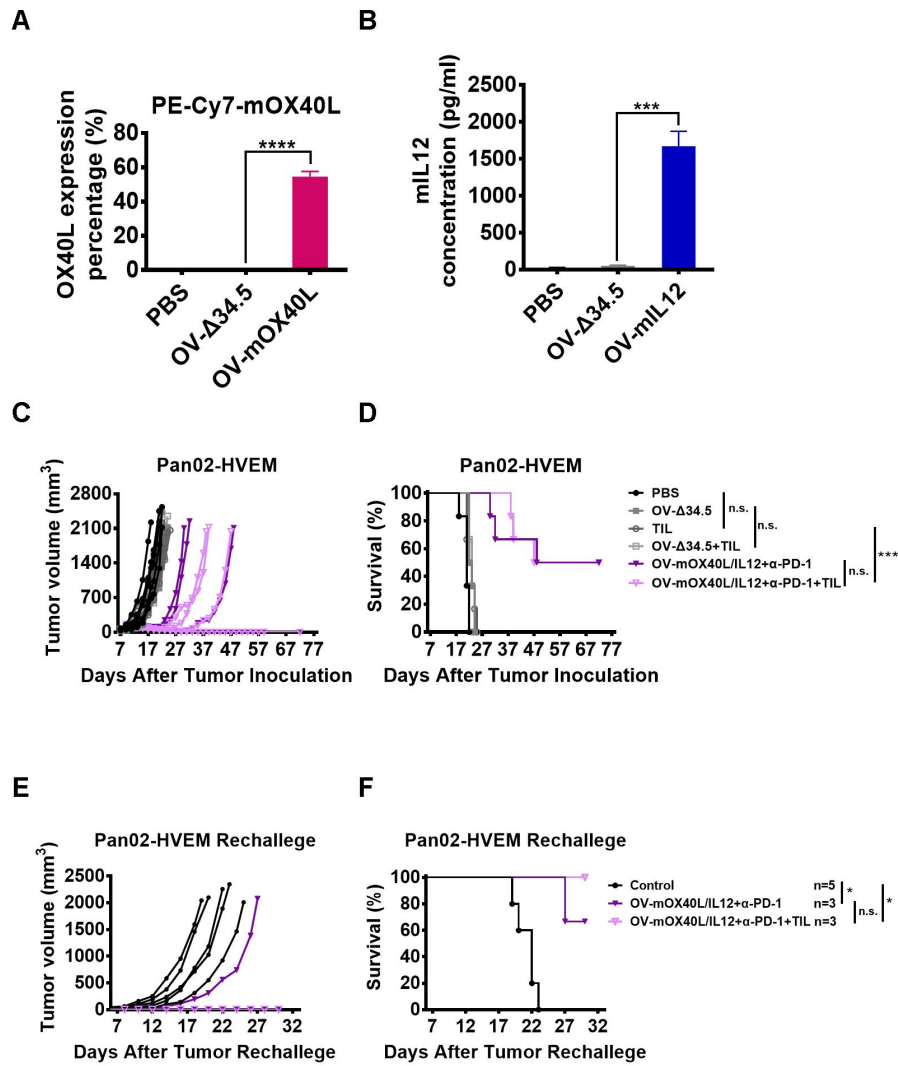 A
PE-Cy7-mOX40L
OX40L expression
percentage (%)
80
60
40
20
0
****
PBS
OV-Δ34.5
OV-mOX40L
B
mIL12
concentration (pg/ml)
2500
2000
1500
1000
500
0
***
PBS
OV-Δ34.5
OV-mIL12
C
Pan02-HVEM
Tumor volume (mm3)
2800
2100
1400
700
0
7 17 27 37 47 57 67 77
Days After Tumor Inoculation
D
Pan02-HVEM
Survival (%)
100
80
60
40
20
0
7 17 27 37 47 57 67 77
Days After Tumor Inoculation
PBS
OV-Δ34.5
TIL
OV-Δ34.5+TIL
OV-mOX40L/IL12+α-PD-1
OV-mOX40L/IL12+α-PD-1+TIL
n.s.
n.s.
n.s.
***
E
Pan02-HVEM Rechallege
Tumor volume (mm3)
2500
2000
1500
1000
500
0
7 12 17 22 27 32
Days After Tumor Rechallege
F
Pan02-HVEM Rechallege
Survival (%)
100
80
60
40
20
0
7 12 17 22 27 32
Days After Tumor Rechallege
Control n=5
OV-mOX40L/IL12+α-PD-1 n=3
OV-mOX40L/IL12+α-PD-1+TIL n=3
*
n.s.
*